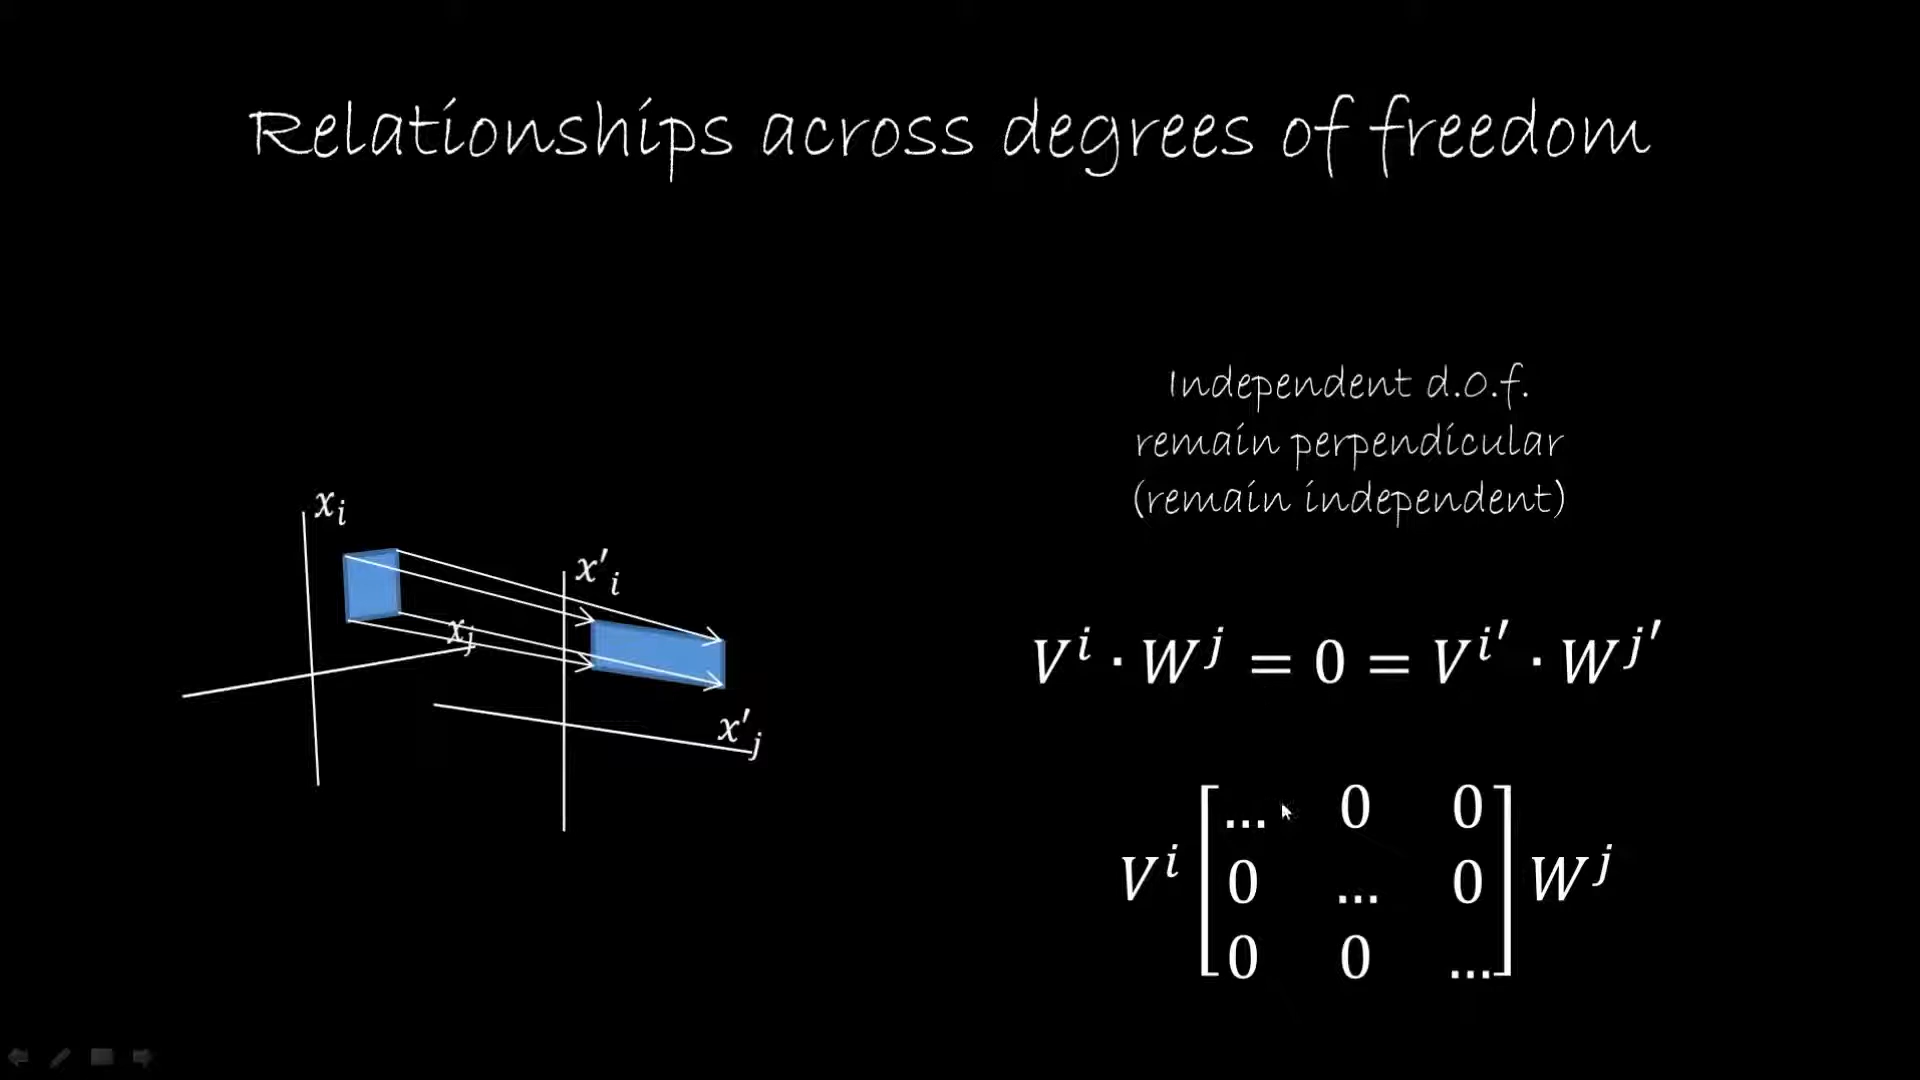 Relationships across degrees of freedom
Independent d.o.f.
remain perpendicular
(remain independent)
x_i
x'_i
x_j
x'_j
V^i · W^j = 0 = V^{i'} · W^{j'}
V^i [... 0 0
0 ... 0
0 0 ...] W^j